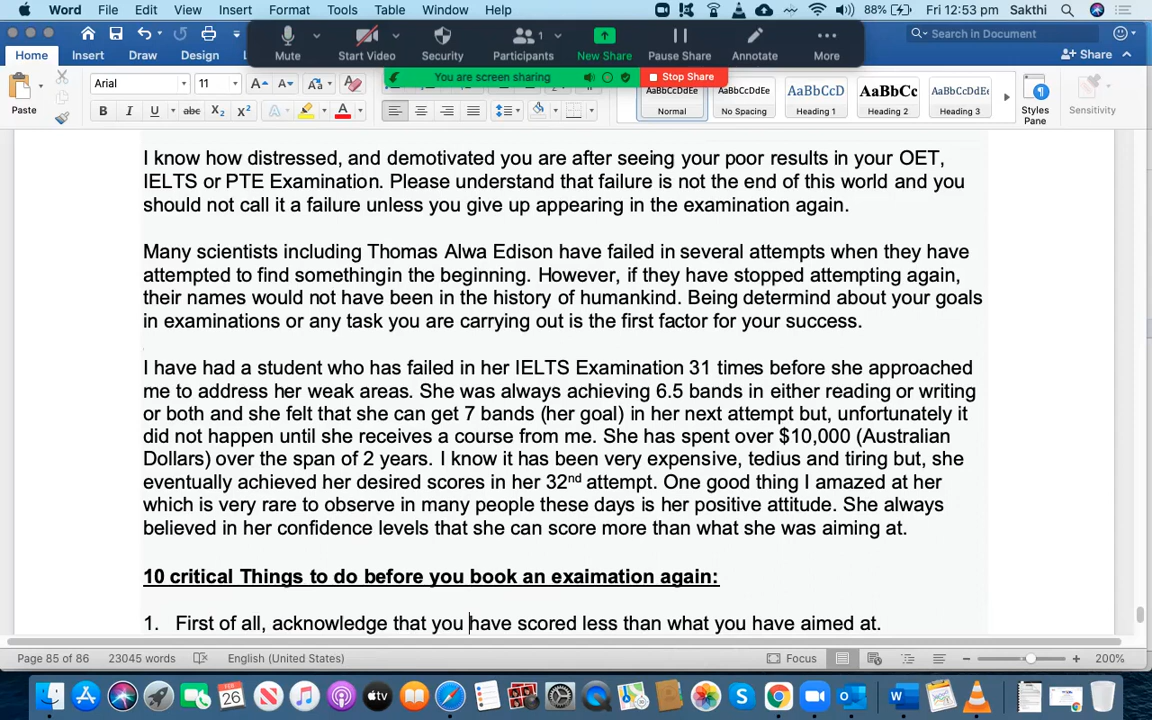 Word File Edit View Insert Format Tools Table Window Help 88% Fri 12:53 pm Sakthi
Search in Document
Home Insert Draw Design Share
Mute Start Video Security Participants 1 New Share Pause Share Annotate More
You are screen sharing Stop Share
Paste Arial 11 A A Aa A
B I U abc X₂ X² A A
AaBbCcDdEe AaBbCcDdEe AaBbCcD AaBbCc AaBbCcDdEe
Normal No Spacing Heading 1 Heading 2 Heading 3 Styles Pane Sensitivity
I know how distressed, and demotivated you are after seeing your poor results in your OET,
IELTS or PTE Examination. Please understand that failure is not the end of this world and you
should not call it a failure unless you give up appearing in the examination again.
Many scientists including Thomas Alwa Edison have failed in several attempts when they have
attempted to find somethingin the beginning. However, if they have stopped attempting again,
their names would not have been in the history of humankind. Being determind about your goals
in examinations or any task you are carrying out is the first factor for your success.
I have had a student who has failed in her IELTS Examination 31 times before she approached
me to address her weak areas. She was always achieving 6.5 bands in either reading or writing
or both and she felt that she can get 7 bands (her goal) in her next attempt but, unfortunately it
did not happen until she receives a course from me. She has spent over $10,000 (Australian
Dollars) over the span of 2 years. I know it has been very expensive, tedius and tiring but, she
eventually achieved her desired scores in her 32nd attempt. One good thing I amazed at her
which is very rare to observe in many people these days is her positive attitude. She always
believed in her confidence levels that she can score more than what she was aiming at.
10 critical Things to do before you book an exaimation again:
1. First of all, acknowledge that you have scored less than what you have aimed at.
Page 85 of 86 23045 words English (United States) Focus 200%
FEB 26